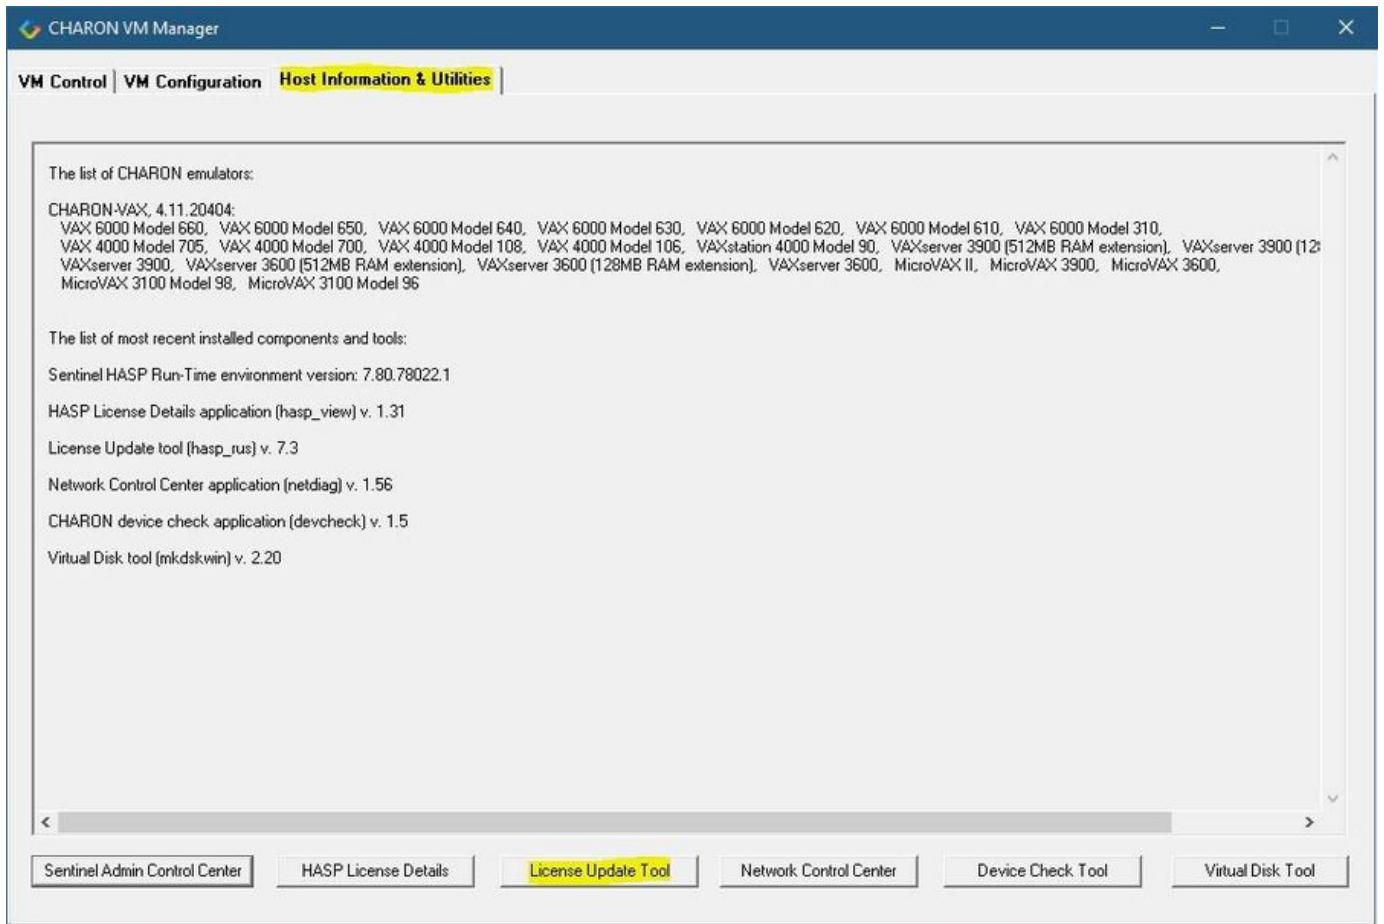 CHARON VM Manager
VM Control
VM Configuration
Host Information & Utilities
The list of CHARON emulators:
CHARON-VAX, 4.11.20404:
VAX 6000 Model 660, VAX 6000 Model 650, VAX 6000 Model 640, VAX 6000 Model 630, VAX 6000 Model 620, VAX 6000 Model 610, VAX 6000 Model 310,
VAX 4000 Model 705, VAX 4000 Model 700, VAX 4000 Model 108, VAX 4000 Model 106, VAXstation 4000 Model 90, VAXserver 3900 (512MB RAM extension), VAXserver 3900 (12
VAXserver 3900, VAXserver 3600 (512MB RAM extension), VAXserver 3600 (128MB RAM extension), VAXserver 3600, MicroVAX II, MicroVAX 3900, MicroVAX 3600,
MicroVAX 3100 Model 98, MicroVAX 3100 Model 96
The list of most recent installed components and tools:
Sentinel HASP Run-Time environment version: 7.80.78022.1
HASP License Details application (hasp_view) v. 1.31
License Update tool (hasp_rus) v. 7.3
Network Control Center application (netdiag) v. 1.56
CHARON device check application (devcheck) v. 1.5
Virtual Disk tool (mkdskwin) v. 2.20
Sentinel Admin Control Center
HASP License Details
License Update Tool
Network Control Center
Device Check Tool
Virtual Disk Tool